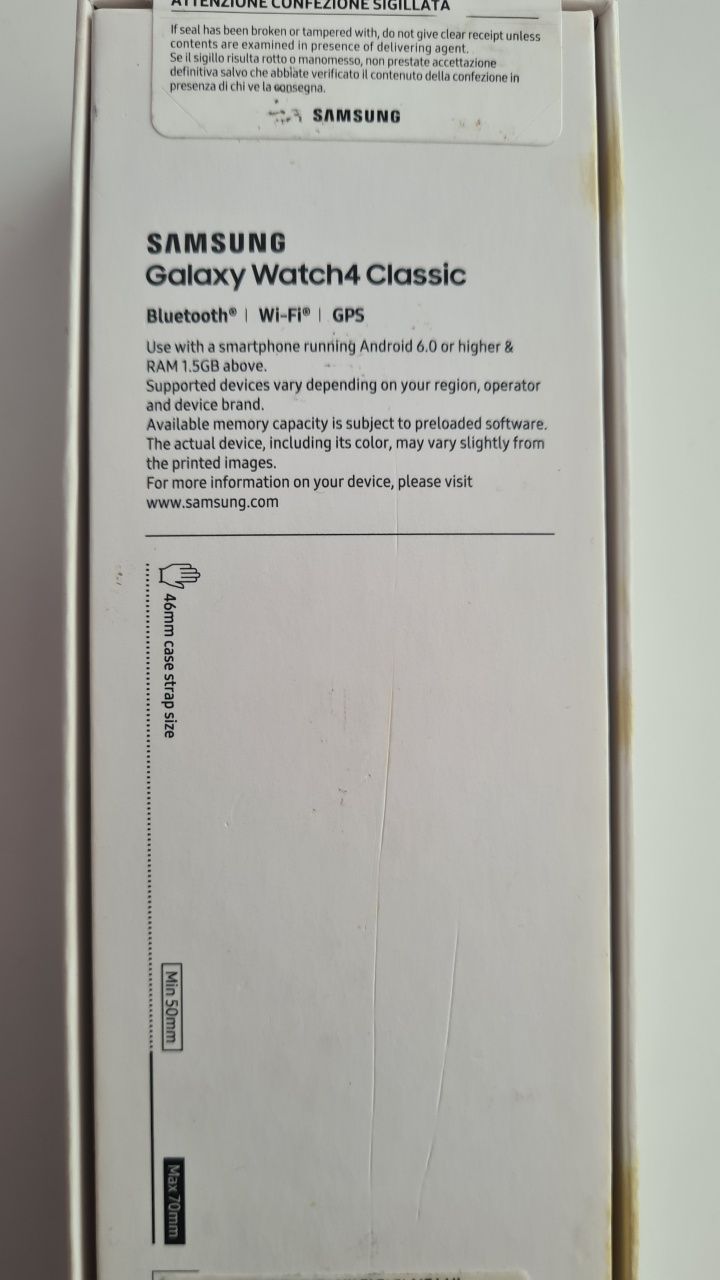 ATTENZIONE CONFEZIONE SIGILLATA
If seal has been broken or tampered with, do not give clear receipt unless
contents are examined in presence of delivering agent.
Se il sigillo risulta rotto o manomesso, non prestate accettazione
definitiva salvo che abbiate verificato il contenuto della confezione in
presenza di chi ve la consegna.
SAMSUNG
SAMSUNG
Galaxy Watch4 Classic
Bluetooth® | Wi-Fi® | GPS
Use with a smartphone running Android 6.0 or higher &
RAM 1.5GB above.
Supported devices vary depending on your region, operator
and device brand.
Available memory capacity is subject to preloaded software.
The actual device, including its color, may vary slightly from
the printed images.
For more information on your device, please visit
www.samsung.com
46mm case strap size
Min 50mm
Max 70mm